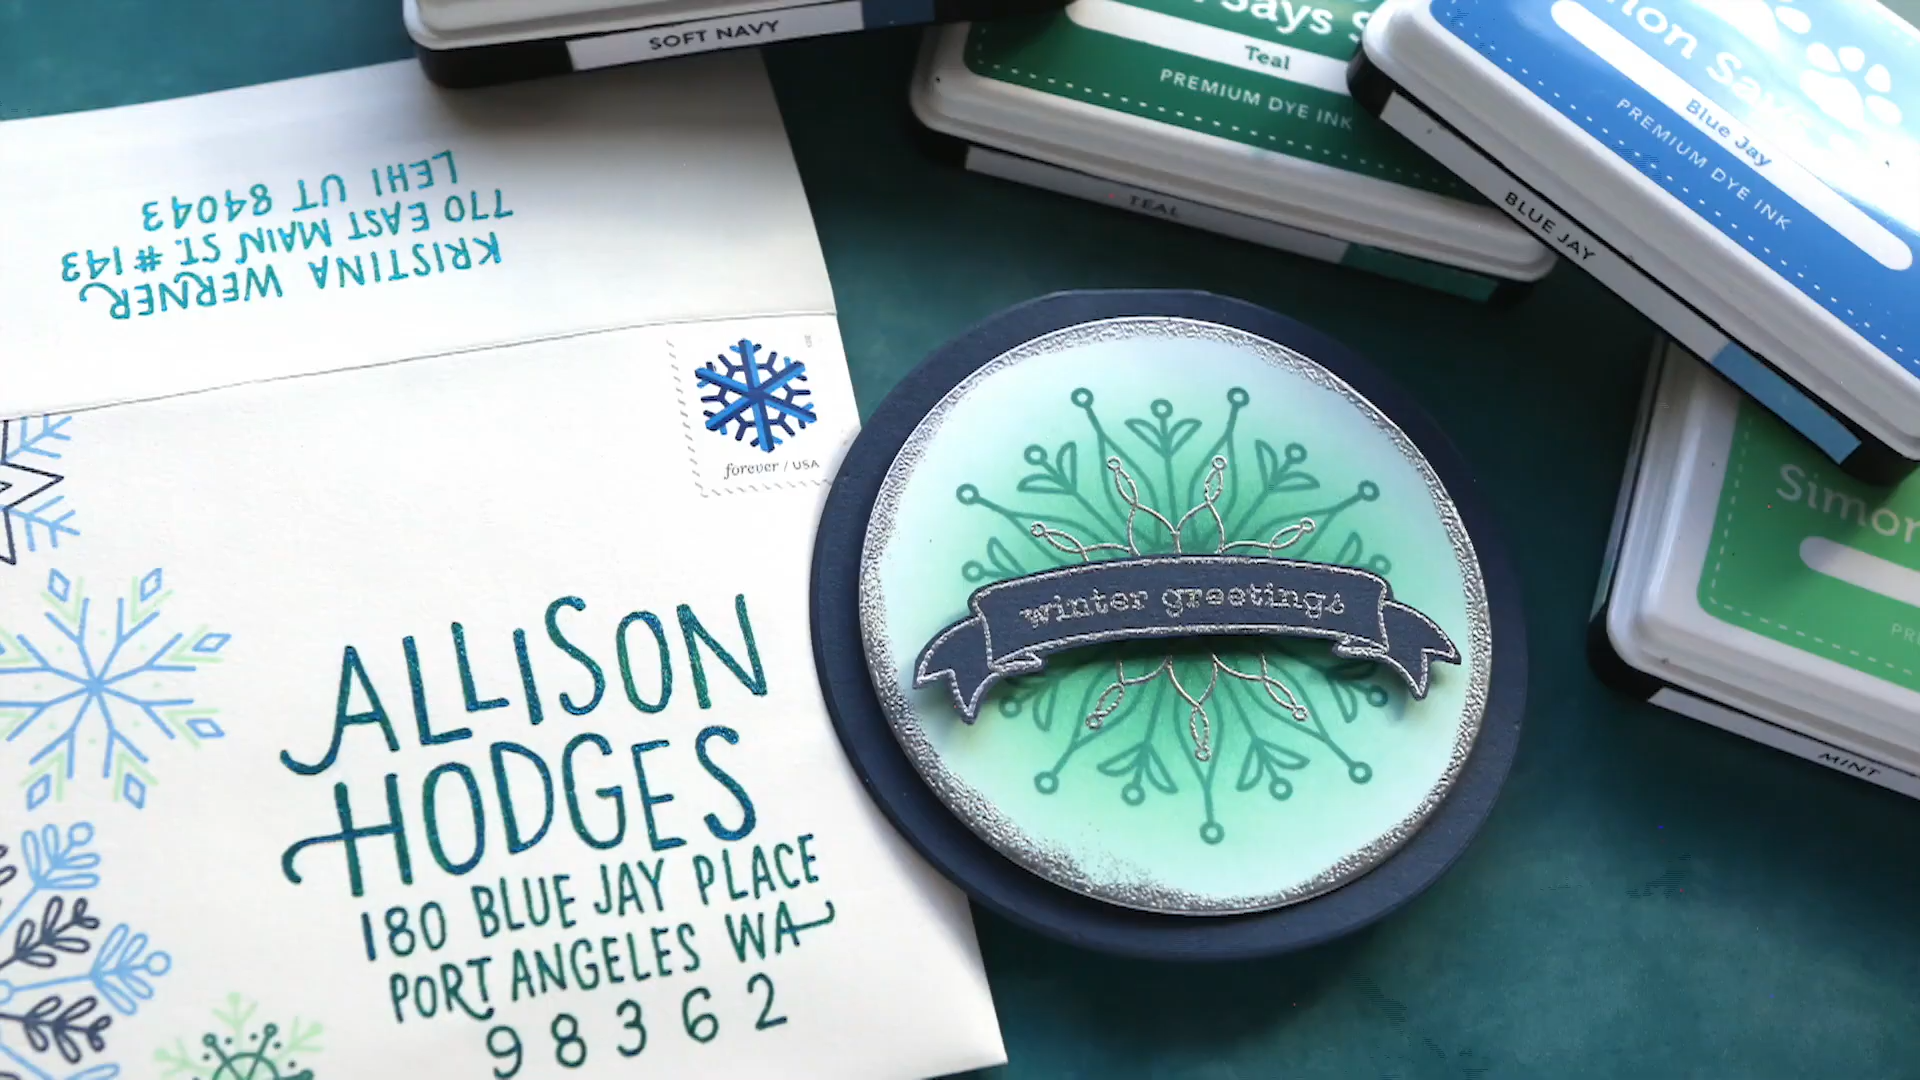 SOFT NAVY
Says
Teal
PREMIUM DYE INK
TEAL
Simon Says
Blue Jay
PREMIUM DYE INK
BLUE JAY
Simon
MINT
KRISTINA WERNER
770 EAST MAIN ST. #143
LEHI UT 84043
forever / USA
ALLISON
HODGES
180 BLUE JAY PLACE
PORT ANGELES WA
98362
winter greetings